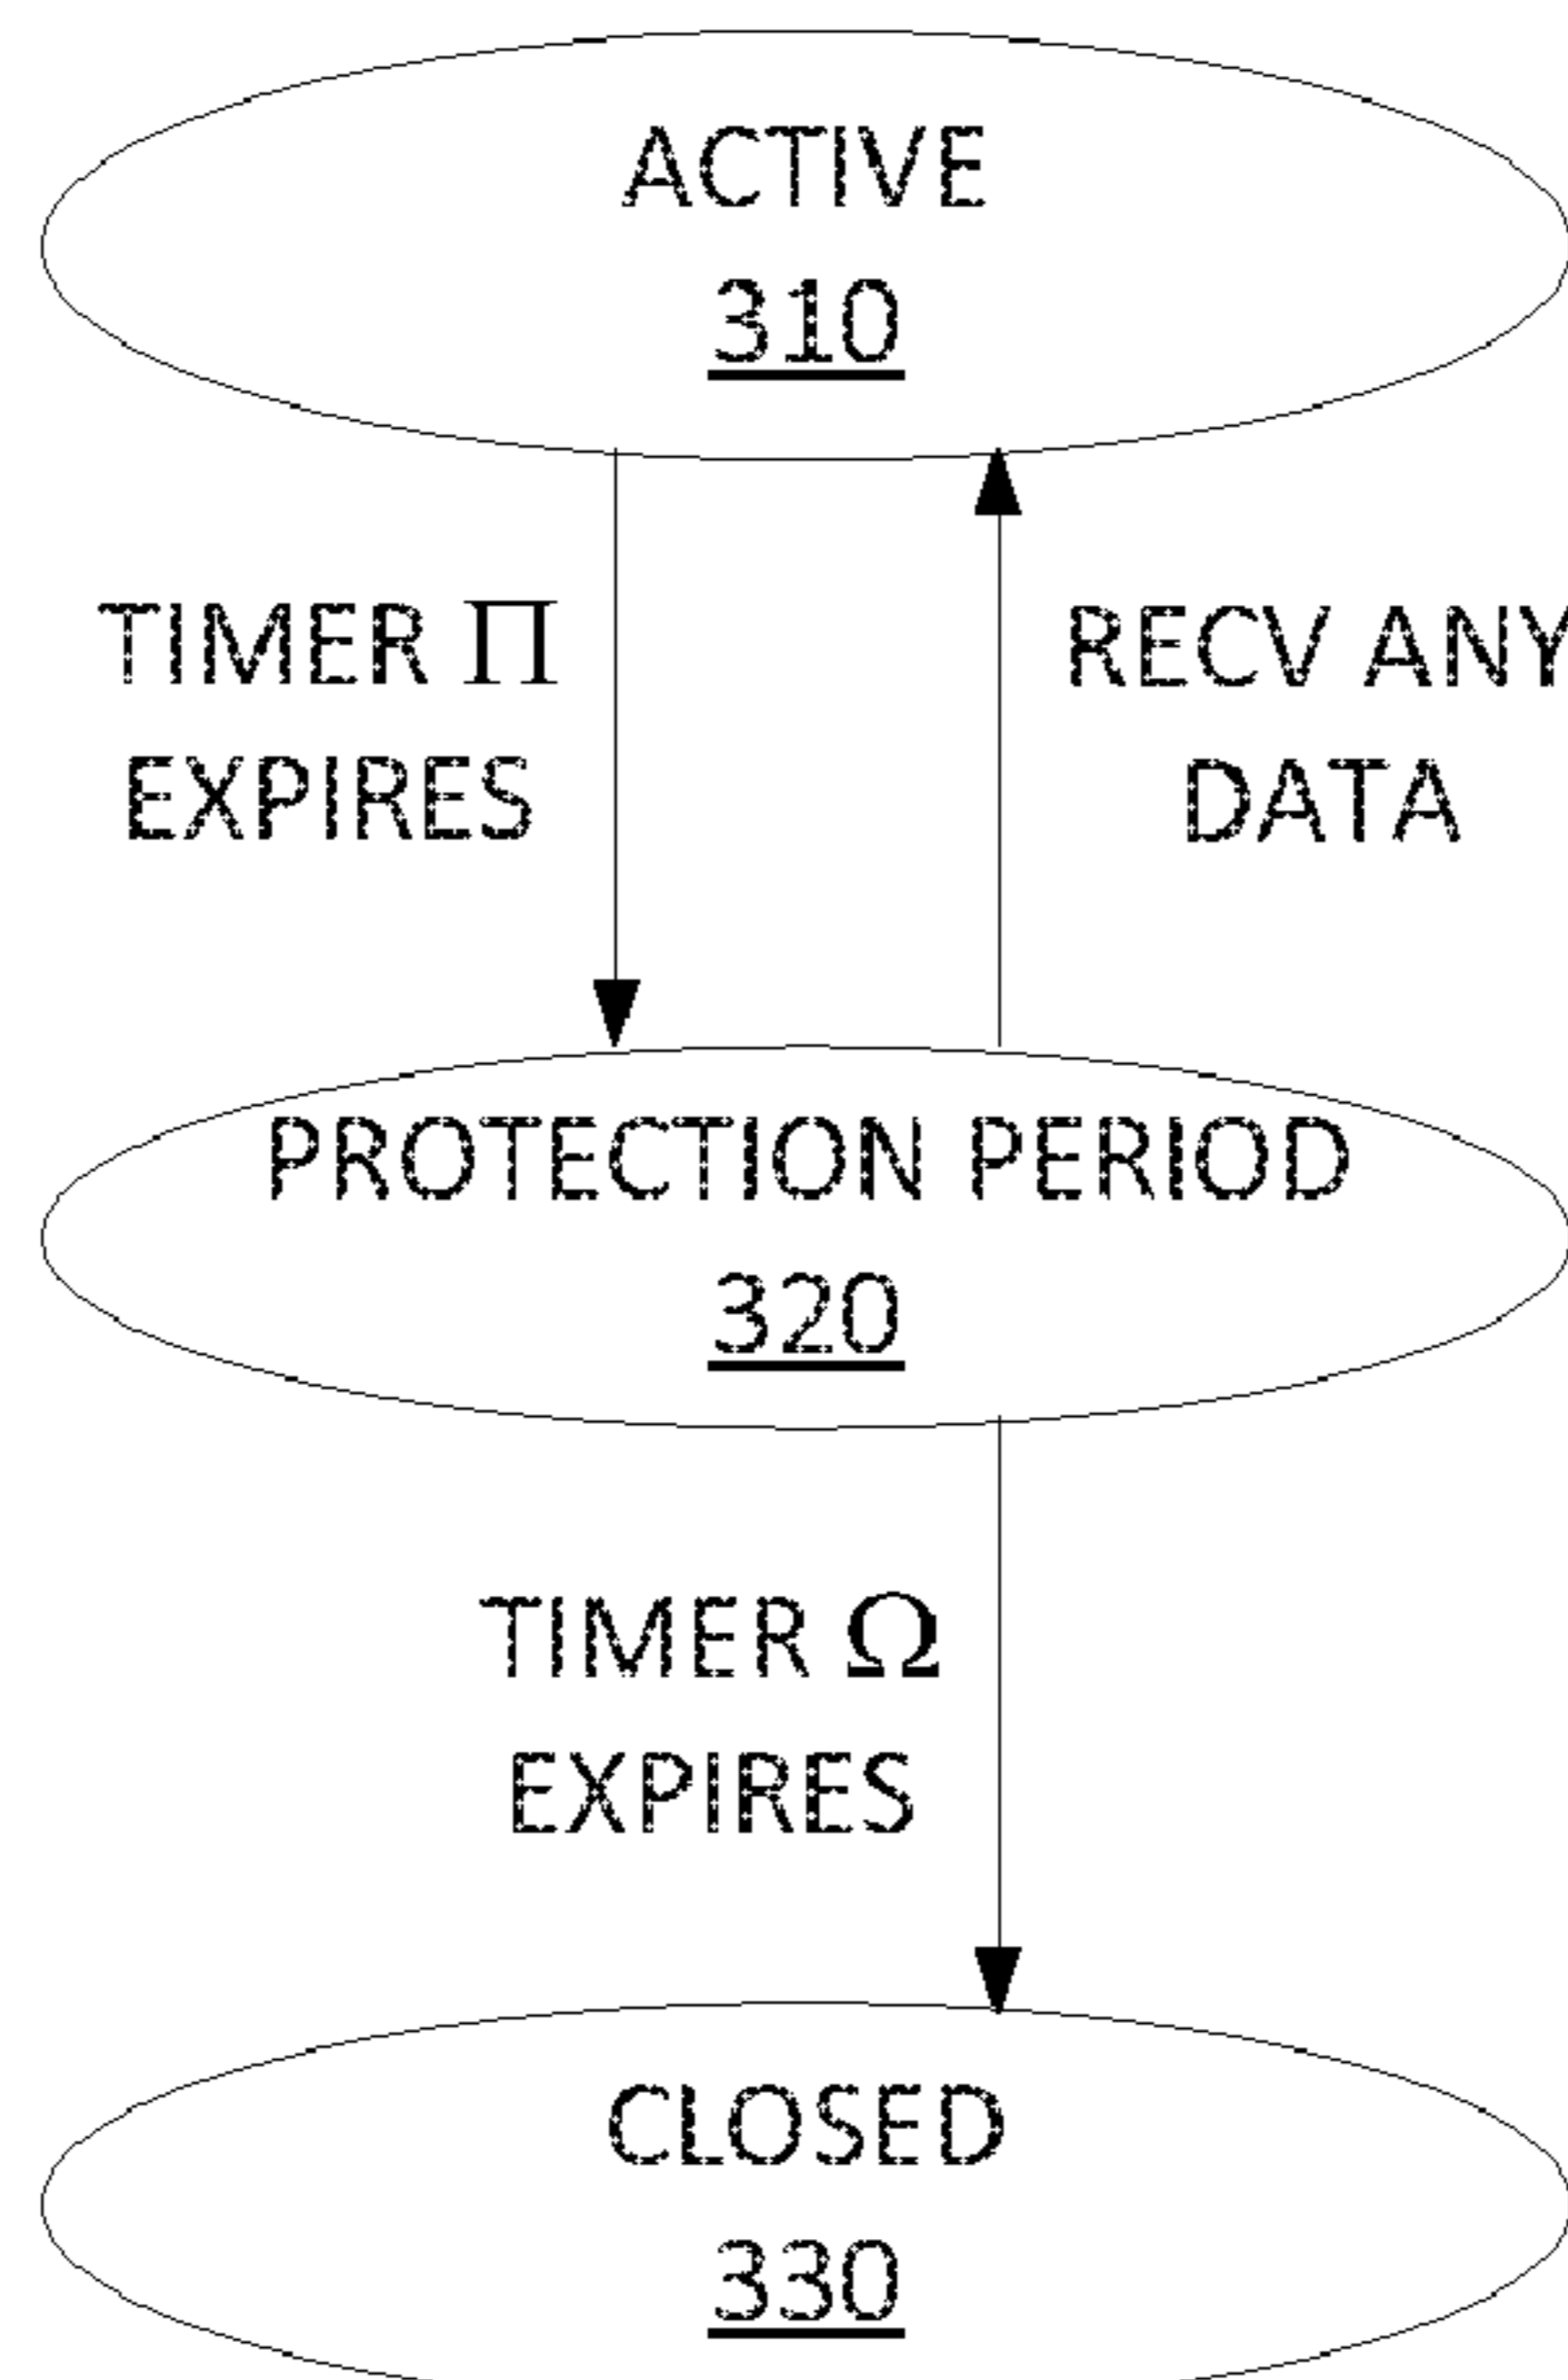 ACTIVE
310
TIMER Π
EXPIRES
RECV ANY
DATA
PROTECTION PERIOD
320
TIMER Ω
EXPIRES
CLOSED
330